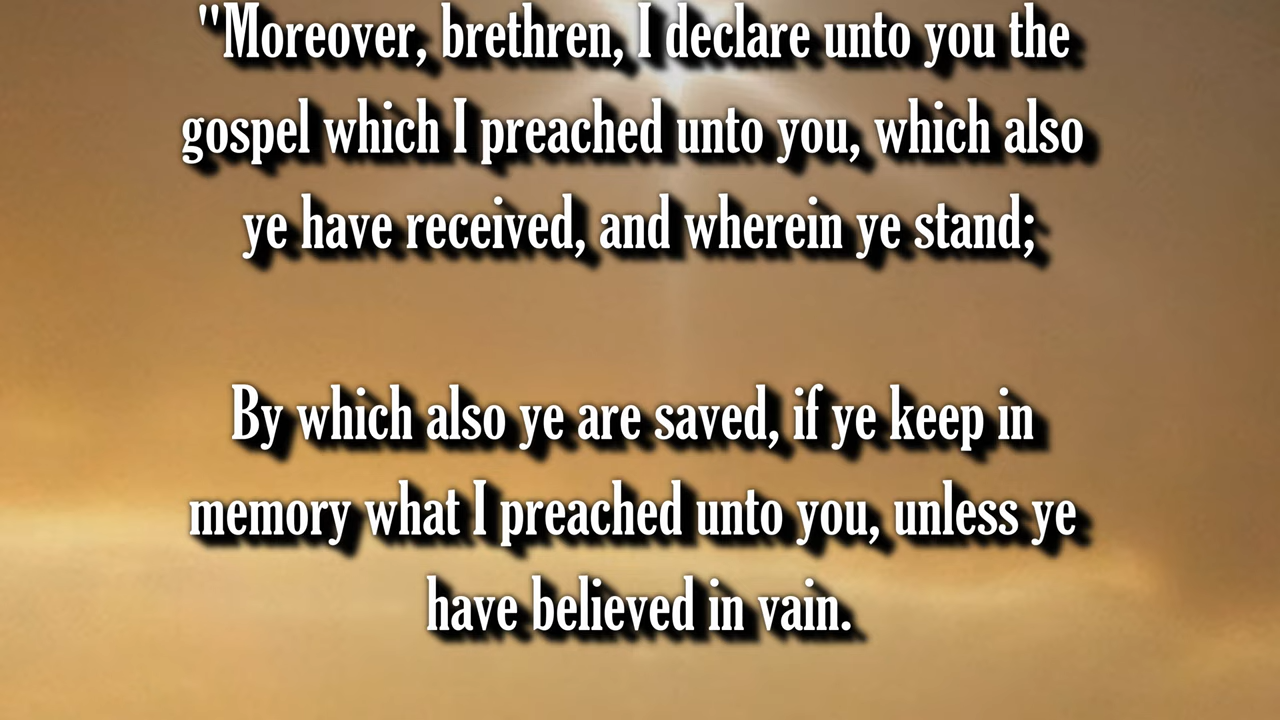 "Moreover, brethren, I declare unto you the
gospel which I preached unto you, which also
ye have received, and wherein ye stand;
By which also ye are saved, if ye keep in
memory what I preached unto you, unless ye
have believed in vain.